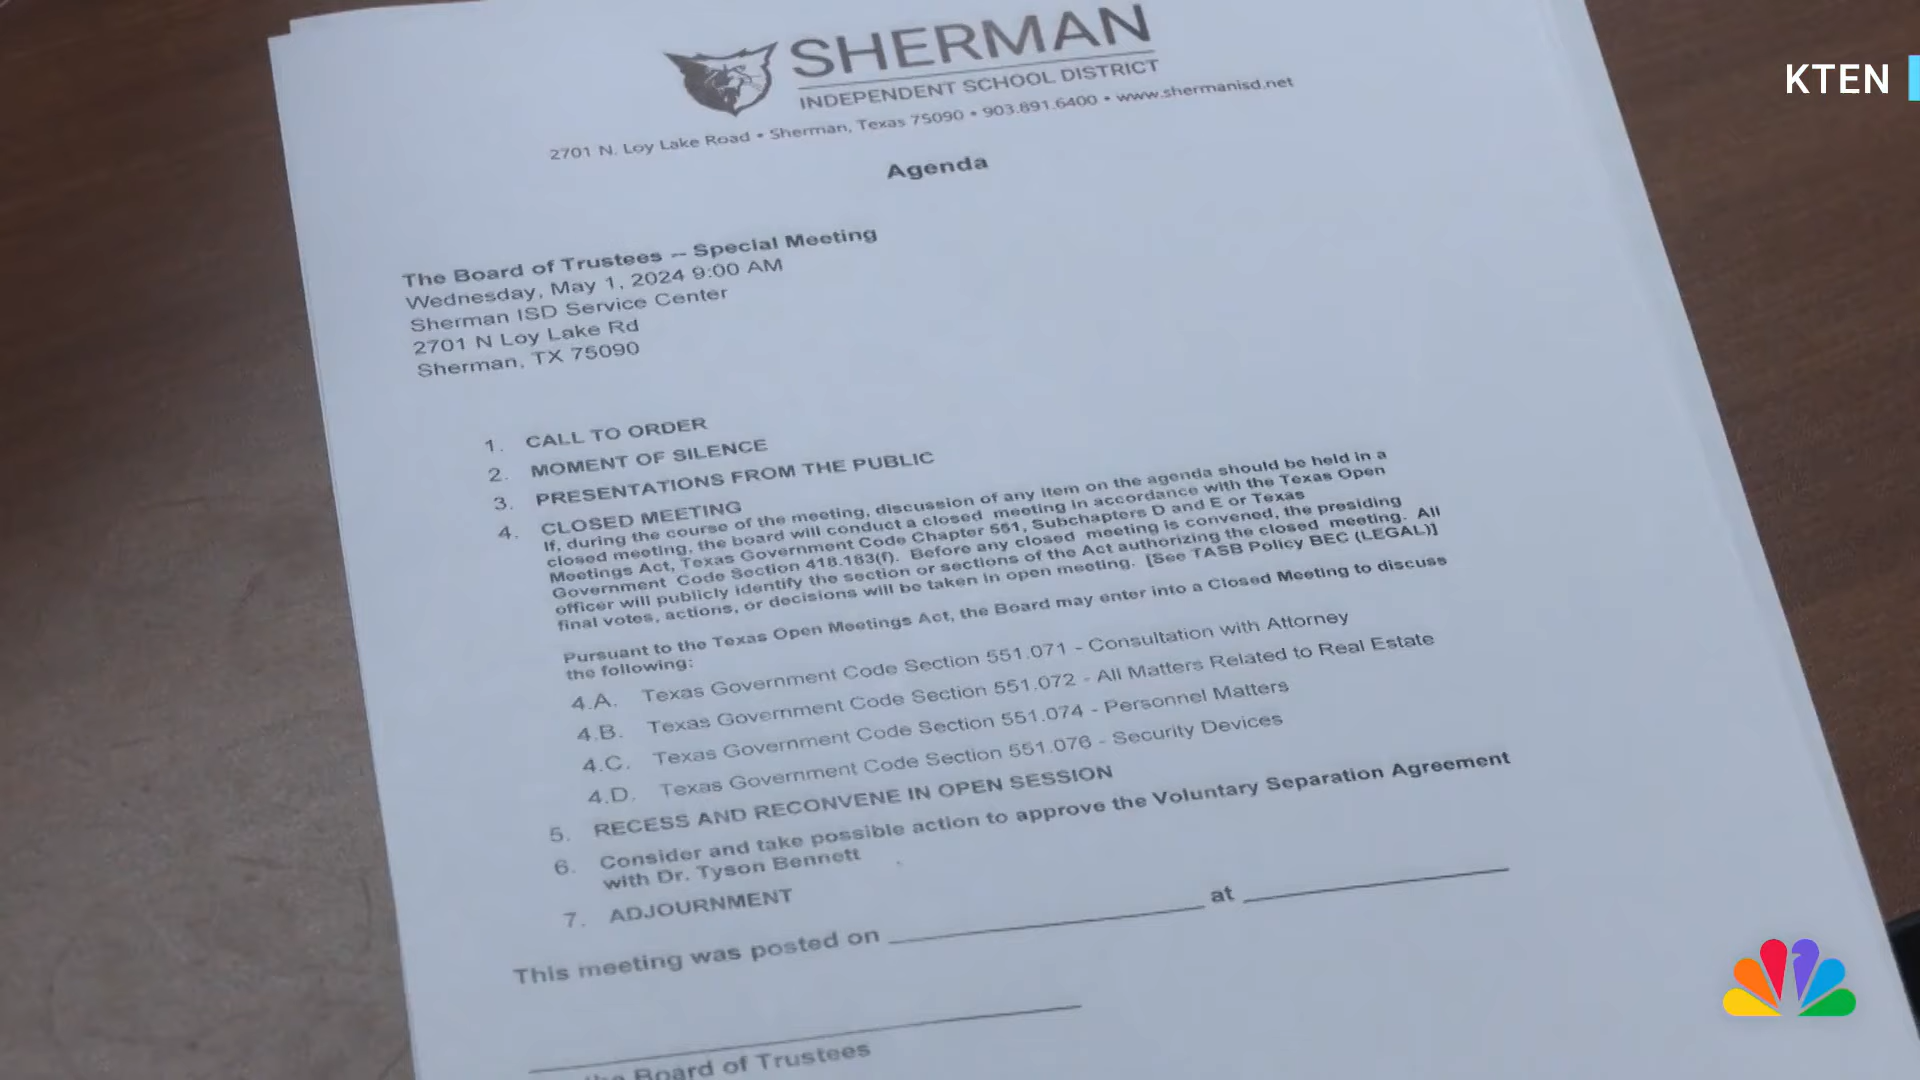 SHERMAN
INDEPENDENT SCHOOL DISTRICT
2701 N. Loy Lake Road • Sherman, Texas 75090 • 903.891.6400 • www.shermanisd.net
KTEN
Agenda
The Board of Trustees -- Special Meeting
Wednesday, May 1, 2024 9:00 AM
Sherman ISD Service Center
2701 N Loy Lake Rd
Sherman, TX 75090
1. CALL TO ORDER
2. MOMENT OF SILENCE
3. PRESENTATIONS FROM THE PUBLIC
4. CLOSED MEETING
If, during the course of the meeting, discussion of any item on the agenda should be held in a
closed meeting, the board will conduct a closed meeting in accordance with the Texas Open
Meetings Act, Texas Government Code Chapter 551, Subchapters D and E or Texas
Government Code Section 418.183(f). Before any closed meeting is convened, the presiding
officer will publicly identify the section or sections of the Act authorizing the closed meeting. All
final votes, actions, or decisions will be taken in open meeting. [See TASB Policy BEC (LEGAL)]
Pursuant to the Texas Open Meetings Act, the Board may enter into a Closed Meeting to discuss
the following:
4.A. Texas Government Code Section 551.071 - Consultation with Attorney
4.B. Texas Government Code Section 551.072 - All Matters Related to Real Estate
4.C. Texas Government Code Section 551.074 - Personnel Matters
4.D. Texas Government Code Section 551.076 - Security Devices
5. RECESS AND RECONVENE IN OPEN SESSION
6. Consider and take possible action to approve the Voluntary Separation Agreement
with Dr. Tyson Bennett
7. ADJOURNMENT
This meeting was posted on ____ at ____
the Board of Trustees